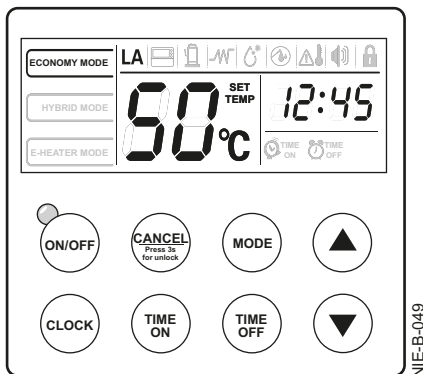 ECONOMY MODE
LA
HYBRID MODE
E-HEATER MODE
50°C
SET
TEMP
12:45
TIME
ON
TIME
OFF
ON/OFF
CANCEL
Press 3s
for unlock
MODE
CLOCK
TIME
ON
TIME
OFF
NIE-B-049